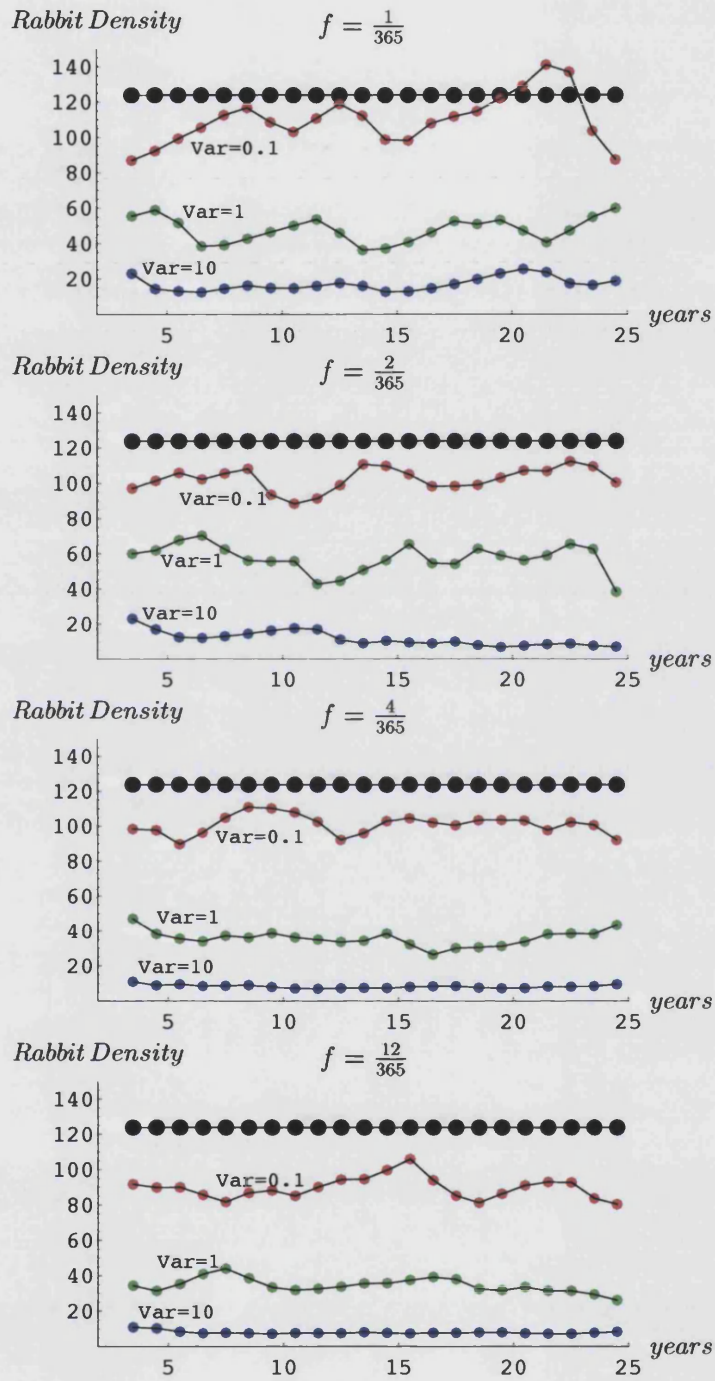 Rabbit Density
f = 1/365
140
120
100
80
60
40
20
Var=0.1
Var=1
Var=10
5 10 15 20 25
years
Rabbit Density
f = 2/365
140
120
100
80
60
40
20
Var=0.1
Var=1
Var=10
5 10 15 20 25
years
Rabbit Density
f = 4/365
140
120
100
80
60
40
20
Var=0.1
Var=1
Var=10
5 10 15 20 25
years
Rabbit Density
f = 12/365
140
120
100
80
60
40
20
Var=0.1
Var=1
Var=10
5 10 15 20 25
years